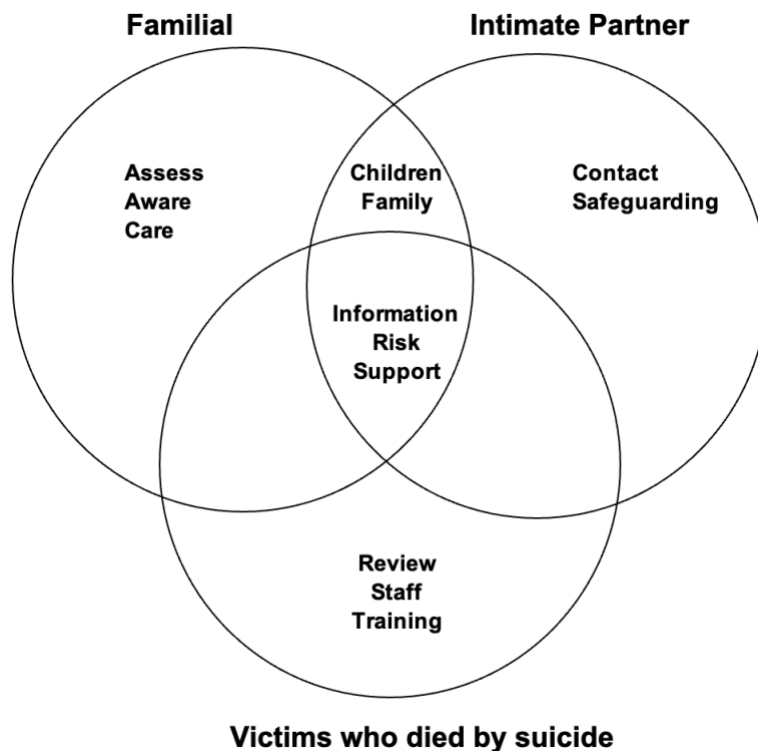 Familial
Intimate Partner
Assess
Aware
Care
Children
Family
Contact
Safeguarding
Information
Risk
Support
Review
Staff
Training
Victims who died by suicide